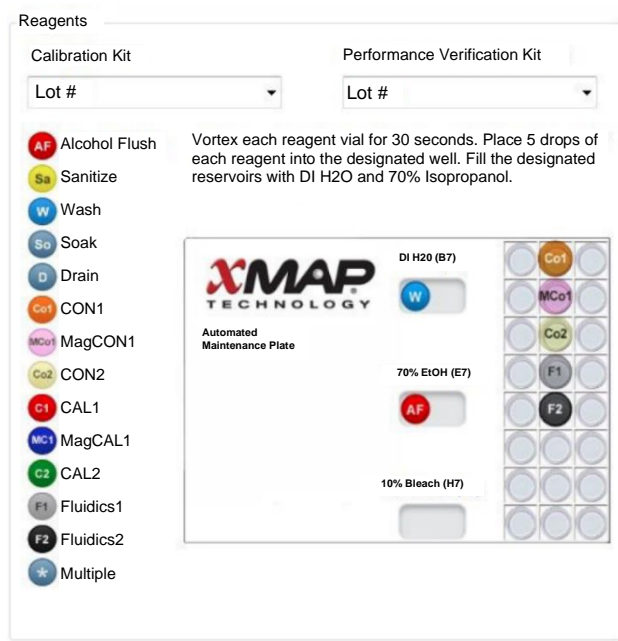 Reagents
Calibration Kit
Performance Verification Kit
Lot #
Lot #
AF Alcohol Flush
Sa Sanitize
W Wash
So Soak
D Drain
Co1 CON1
MCo1 MagCON1
Co2 CON2
C1 CAL1
MC1 MagCAL1
C2 CAL2
F1 Fluidics1
F2 Fluidics2
* Multiple
Vortex each reagent vial for 30 seconds. Place 5 drops of
each reagent into the designated well. Fill the designated
reservoirs with DI H2O and 70% Isopropanol.
xMAP
TECHNOLOGY
Automated
Maintenance Plate
DI H20 (B7)
W
70% EtOH (E7)
AF
10% Bleach (H7)
Co1
MCo1
Co2
F1
F2